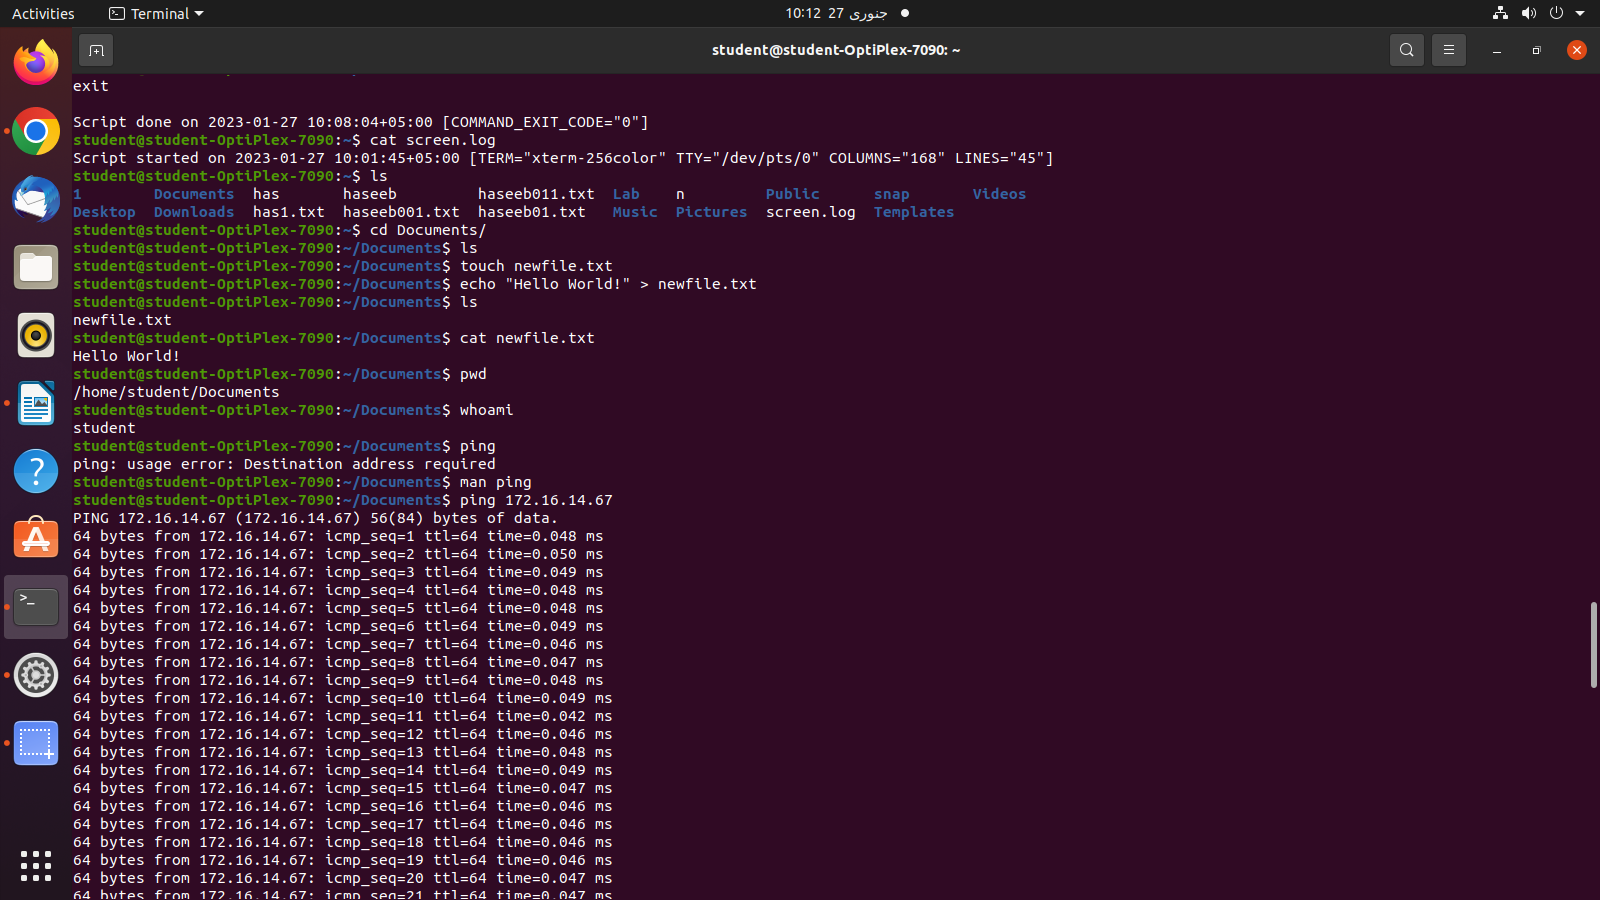 Activities
Terminal
10:12 27 جنوری
student@student-OptiPlex-7090: ~
exit
Script done on 2023-01-27 10:08:04+05:00 [COMMAND_EXIT_CODE="0"]
student@student-OptiPlex-7090:~$ cat screen.log
Script started on 2023-01-27 10:01:45+05:00 [TERM="xterm-256color" TTY="/dev/pts/0" COLUMNS="168" LINES="45"]
student@student-OptiPlex-7090:~$ ls
1 Documents has haseeb haseeb011.txt Lab n Public snap Videos
Desktop Downloads has1.txt haseeb001.txt haseeb01.txt Music Pictures screen.log Templates
student@student-OptiPlex-7090:~$ cd Documents/
student@student-OptiPlex-7090:~/Documents$ ls
student@student-OptiPlex-7090:~/Documents$ touch newfile.txt
student@student-OptiPlex-7090:~/Documents$ echo "Hello World!" > newfile.txt
student@student-OptiPlex-7090:~/Documents$ ls
newfile.txt
student@student-OptiPlex-7090:~/Documents$ cat newfile.txt
Hello World!
student@student-OptiPlex-7090:~/Documents$ pwd
/home/student/Documents
student@student-OptiPlex-7090:~/Documents$ whoami
student
student@student-OptiPlex-7090:~/Documents$ ping
ping: usage error: Destination address required
student@student-OptiPlex-7090:~/Documents$ man ping
student@student-OptiPlex-7090:~/Documents$ ping 172.16.14.67
PING 172.16.14.67 (172.16.14.67) 56(84) bytes of data.
64 bytes from 172.16.14.67: icmp_seq=1 ttl=64 time=0.048 ms
64 bytes from 172.16.14.67: icmp_seq=2 ttl=64 time=0.050 ms
64 bytes from 172.16.14.67: icmp_seq=3 ttl=64 time=0.049 ms
64 bytes from 172.16.14.67: icmp_seq=4 ttl=64 time=0.048 ms
64 bytes from 172.16.14.67: icmp_seq=5 ttl=64 time=0.048 ms
64 bytes from 172.16.14.67: icmp_seq=6 ttl=64 time=0.049 ms
64 bytes from 172.16.14.67: icmp_seq=7 ttl=64 time=0.046 ms
64 bytes from 172.16.14.67: icmp_seq=8 ttl=64 time=0.047 ms
64 bytes from 172.16.14.67: icmp_seq=9 ttl=64 time=0.048 ms
64 bytes from 172.16.14.67: icmp_seq=10 ttl=64 time=0.049 ms
64 bytes from 172.16.14.67: icmp_seq=11 ttl=64 time=0.042 ms
64 bytes from 172.16.14.67: icmp_seq=12 ttl=64 time=0.046 ms
64 bytes from 172.16.14.67: icmp_seq=13 ttl=64 time=0.048 ms
64 bytes from 172.16.14.67: icmp_seq=14 ttl=64 time=0.049 ms
64 bytes from 172.16.14.67: icmp_seq=15 ttl=64 time=0.047 ms
64 bytes from 172.16.14.67: icmp_seq=16 ttl=64 time=0.046 ms
64 bytes from 172.16.14.67: icmp_seq=17 ttl=64 time=0.046 ms
64 bytes from 172.16.14.67: icmp_seq=18 ttl=64 time=0.046 ms
64 bytes from 172.16.14.67: icmp_seq=19 ttl=64 time=0.046 ms
64 bytes from 172.16.14.67: icmp_seq=20 ttl=64 time=0.047 ms
64 bytes from 172.16.14.67: icmp_seq=21 ttl=64 time=0.047 ms